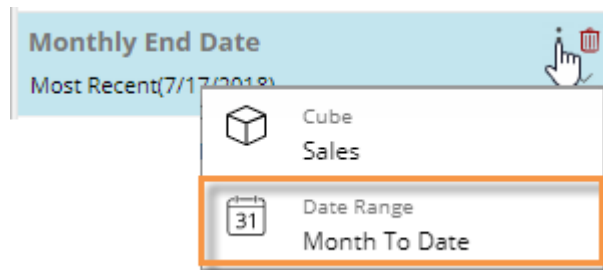 Monthly End Date
Most Recent(7/17/2018)
Cube
Sales
31
Date Range
Month To Date